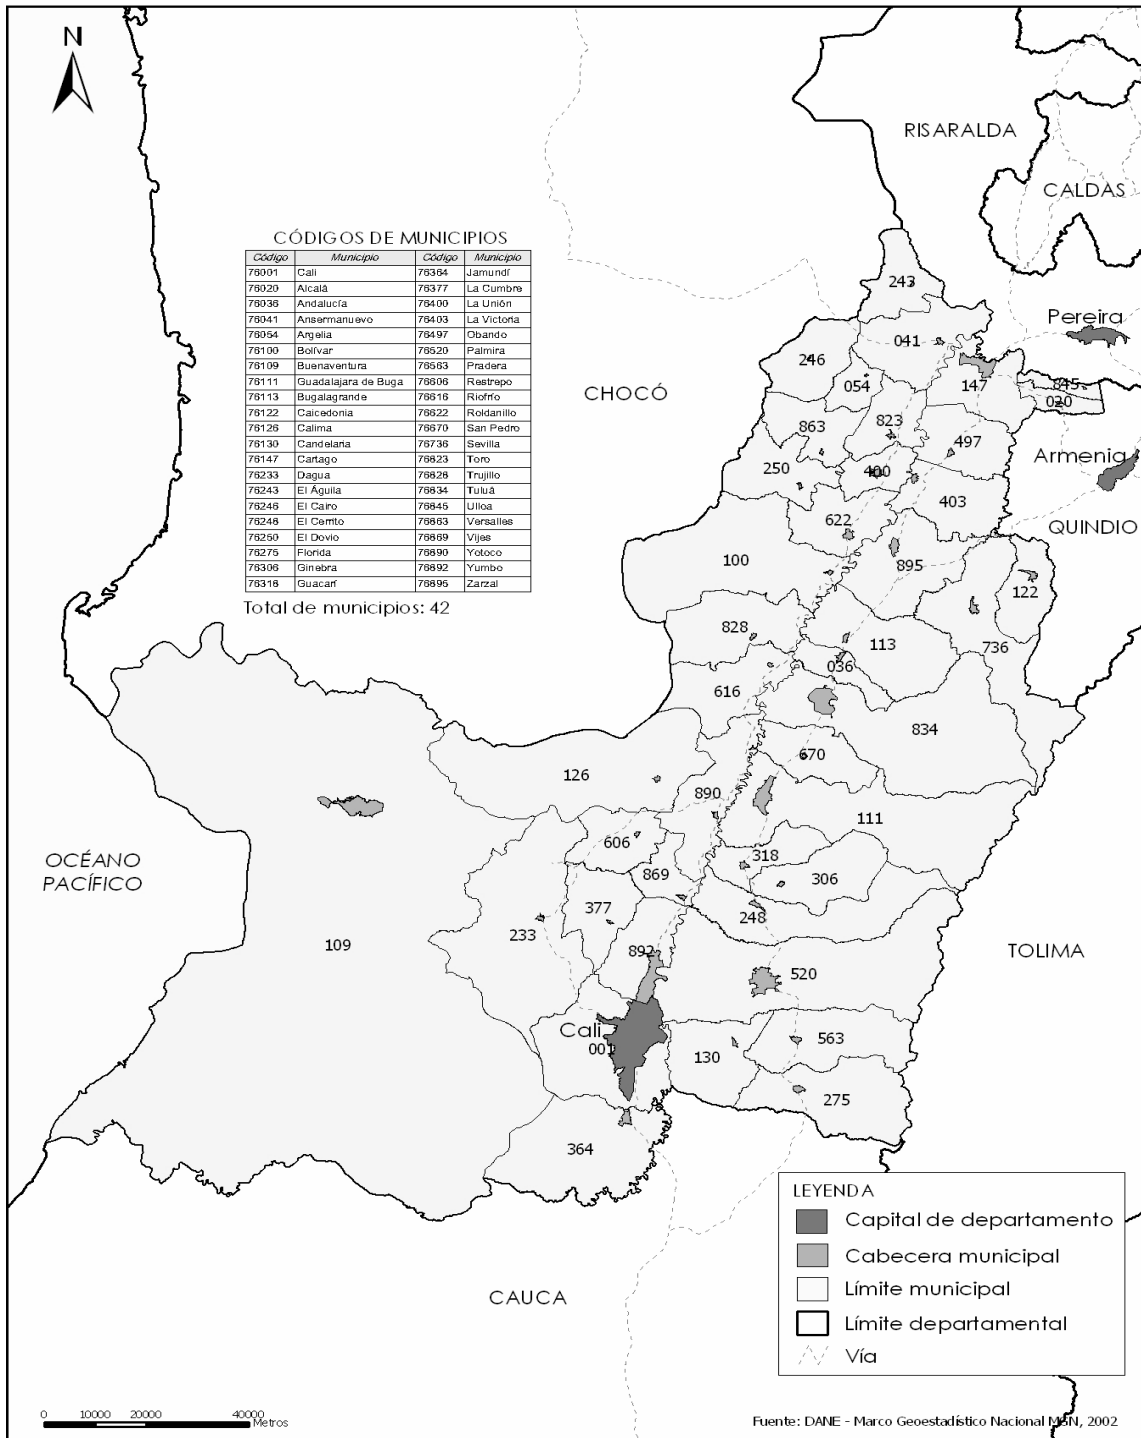 N
RISARALDA
CALDAS
CÓDIGOS DE MUNICIPIOS
Código Municipio Código Municipio
76001 Cali 76364 Jamundí
76020 Alcalá 76377 La Cumbre
76036 Andalucía 76400 La Unión
76041 Ansermanuevo 76403 La Victoria
76054 Argelia 76497 Obando
76100 Bolívar 76520 Palmira
76109 Buenaventura 76563 Pradera
76111 Guadalajara de Buga 76606 Restrepo
76113 Bugalagrande 76616 Riofrío
76122 Caicedonia 76622 Roldanillo
76126 Calima 76670 San Pedro
76130 Candelaria 76736 Sevilla
76147 Cartago 76823 Toro
76233 Dagua 76828 Trujillo
76243 El Águila 76834 Tuluá
76246 El Cairo 76845 Ulloa
76248 El Cerrito 76863 Versalles
76250 El Dovio 76869 Vijes
76275 Florida 76890 Yotoco
76306 Ginebra 76892 Yumbo
76318 Guacarí 76895 Zarzal
Total de municipios: 42
243
Pereira
041
246
054
147
845
020
CHOCÓ
823
863
497
Armenia
250
400
403
622
QUINDIO
100
895
122
828
113
736
036
616
834
670
126
890
111
606
318
OCÉANO
PACÍFICO
869
306
377
248
233
109
892
TOLIMA
520
Cali
001
563
130
275
364
CAUCA
LEYENDA
Capital de departamento
Cabecera municipal
Límite municipal
Límite departamental
Vía
0 10000 20000 40000
Metros
Fuente: DANE - Marco Geoestadístico Nacional MGN, 2002